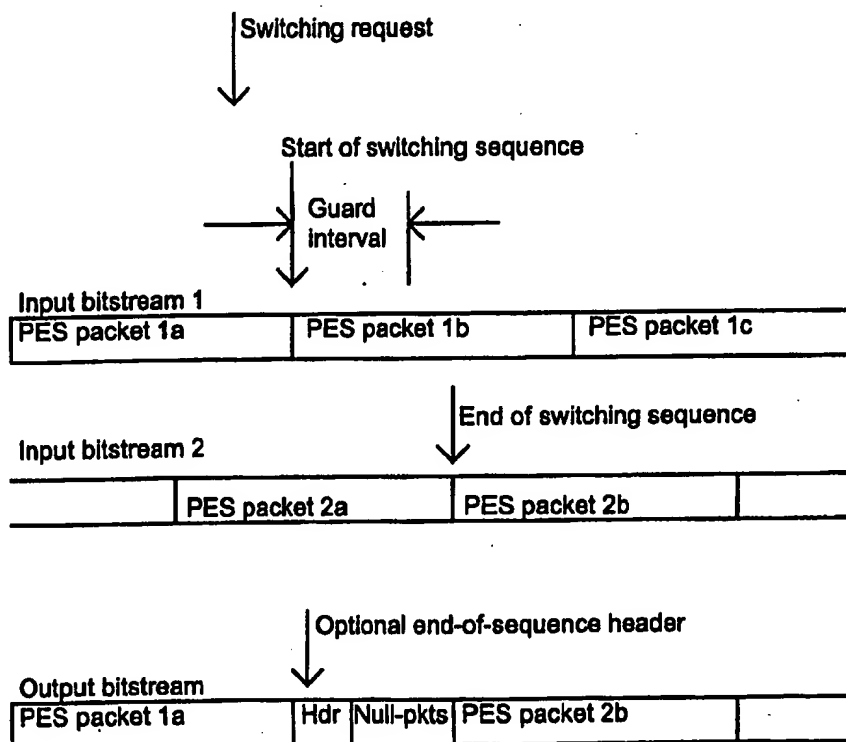 Switching request
Start of switching sequence
Guard
interval
Input bitstream 1
PES packet 1a PES packet 1b PES packet 1c
End of switching sequence
Input bitstream 2
PES packet 2a PES packet 2b
Optional end-of-sequence header
Output bitstream
PES packet 1a Hdr Null-pkts PES packet 2b